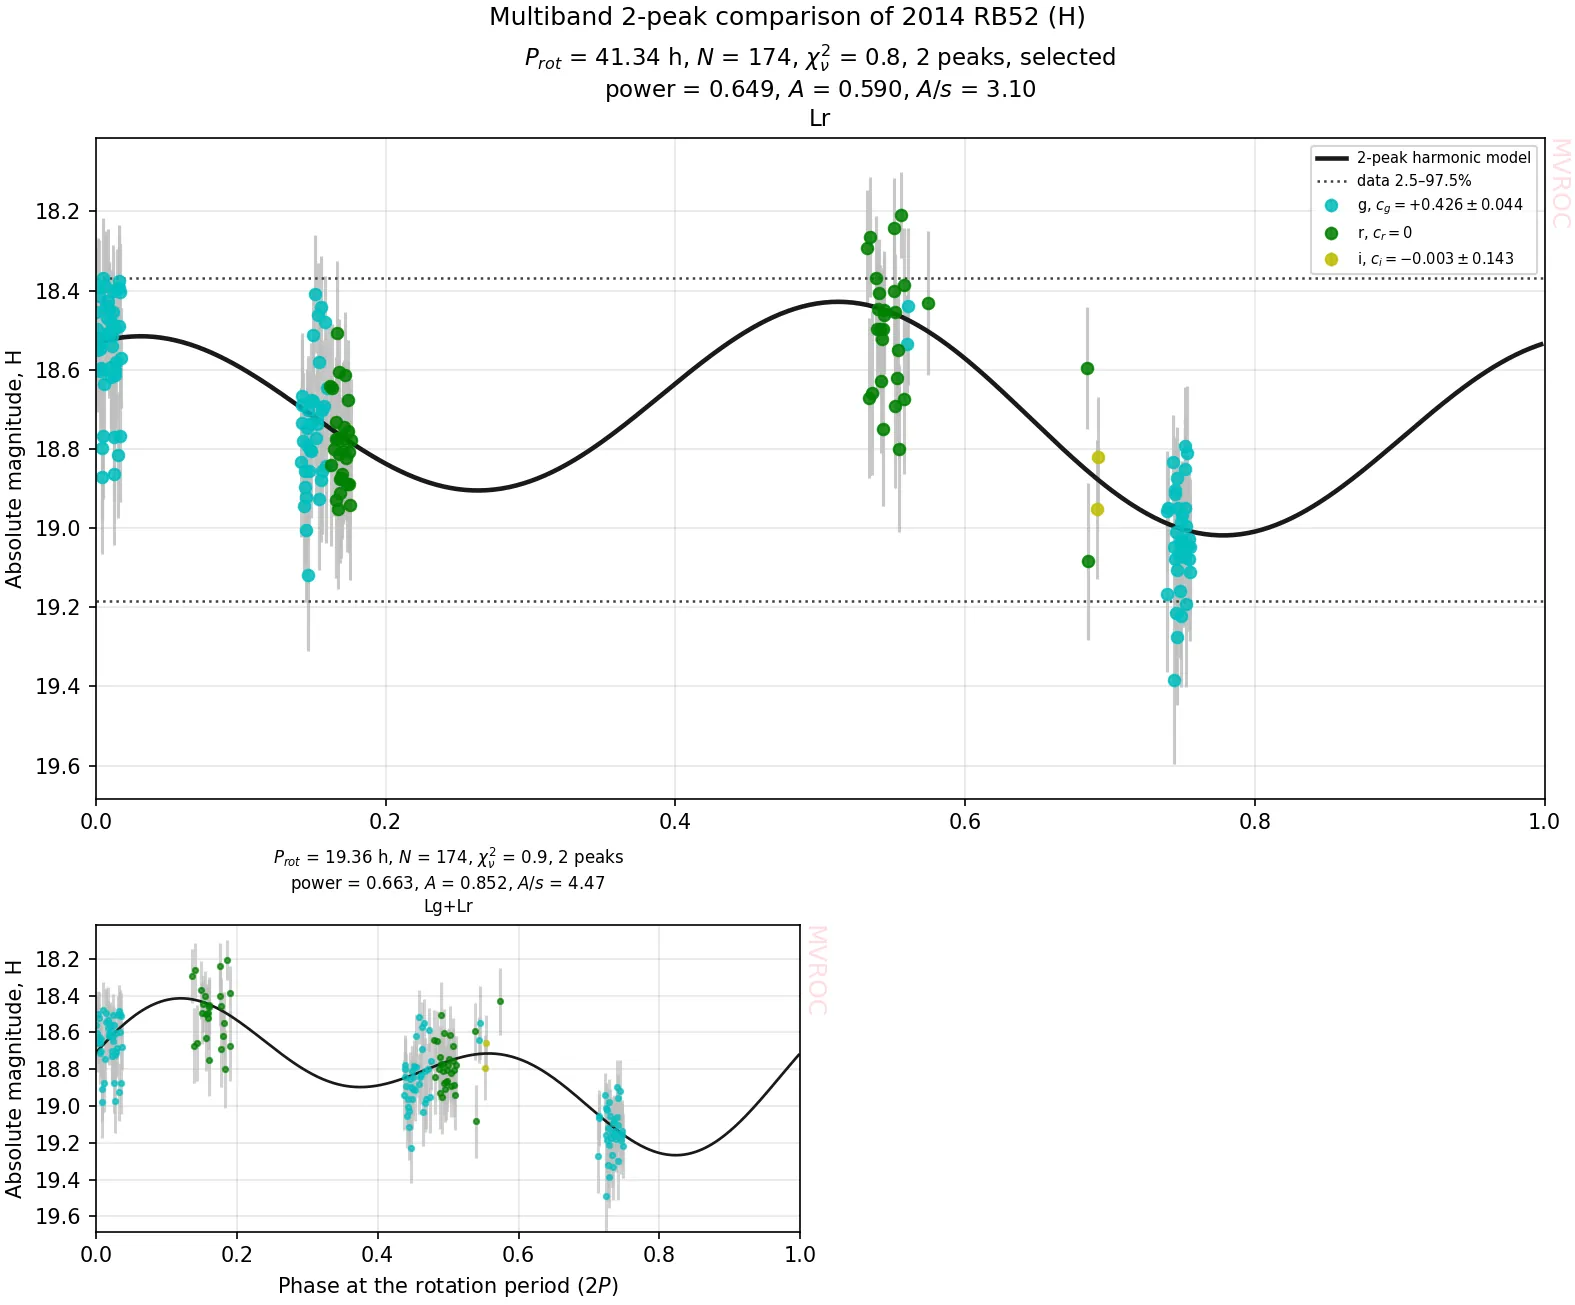 Multiband 2-peak comparison of 2014 RB52 (H)
P_rot = 41.34 h, N = 174, χ²_ν = 0.8, 2 peaks, selected
power = 0.649, A = 0.590, A/s = 3.10
Lr
2-peak harmonic model
data 2.5–97.5%
g, c_g = +0.426 ± 0.044
r, c_r = 0
i, c_i = −0.003 ± 0.143
MVROC
Absolute magnitude, H
18.2
18.4
18.6
18.8
19.0
19.2
19.4
19.6
0.0 0.2 0.4 0.6 0.8 1.0
P_rot = 19.36 h, N = 174, χ²_ν = 0.9, 2 peaks
power = 0.663, A = 0.852, A/s = 4.47
Lg+Lr
MVROC
Absolute magnitude, H
18.2
18.4
18.6
18.8
19.0
19.2
19.4
19.6
0.0 0.2 0.4 0.6 0.8 1.0
Phase at the rotation period (2P)